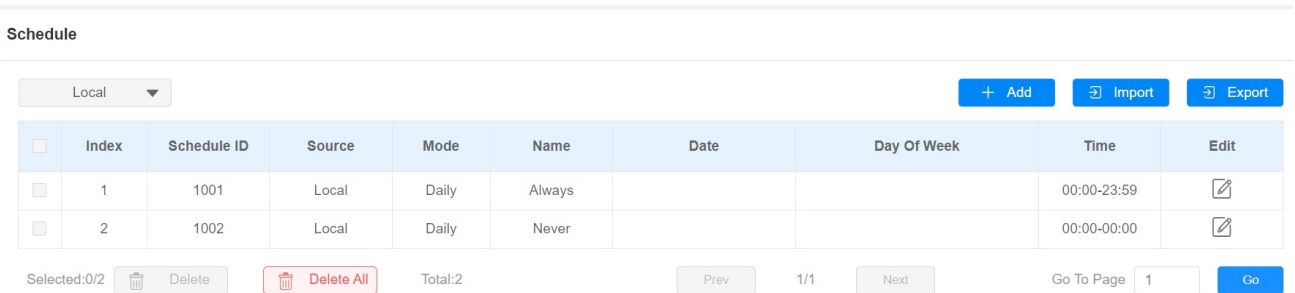 Schedule
Local + Add Import Export
Index Schedule ID Source Mode Name Date Day Of Week Time Edit
1 1001 Local Daily Always 00:00-23:59
2 1002 Local Daily Never 00:00-00:00
Selected:0/2 Delete Delete All Total:2 Prev 1/1 Next Go To Page 1 Go